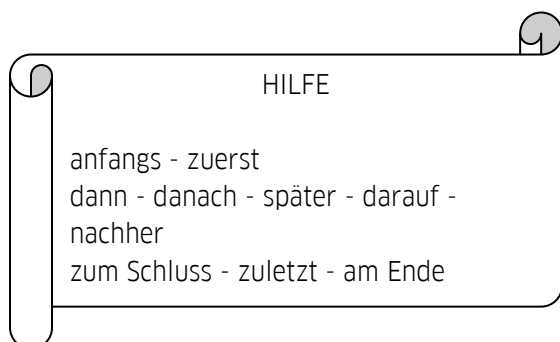 HILFE
anfangs - zuerst
dann - danach - später - darauf -
nachher
zum Schluss - zuletzt - am Ende